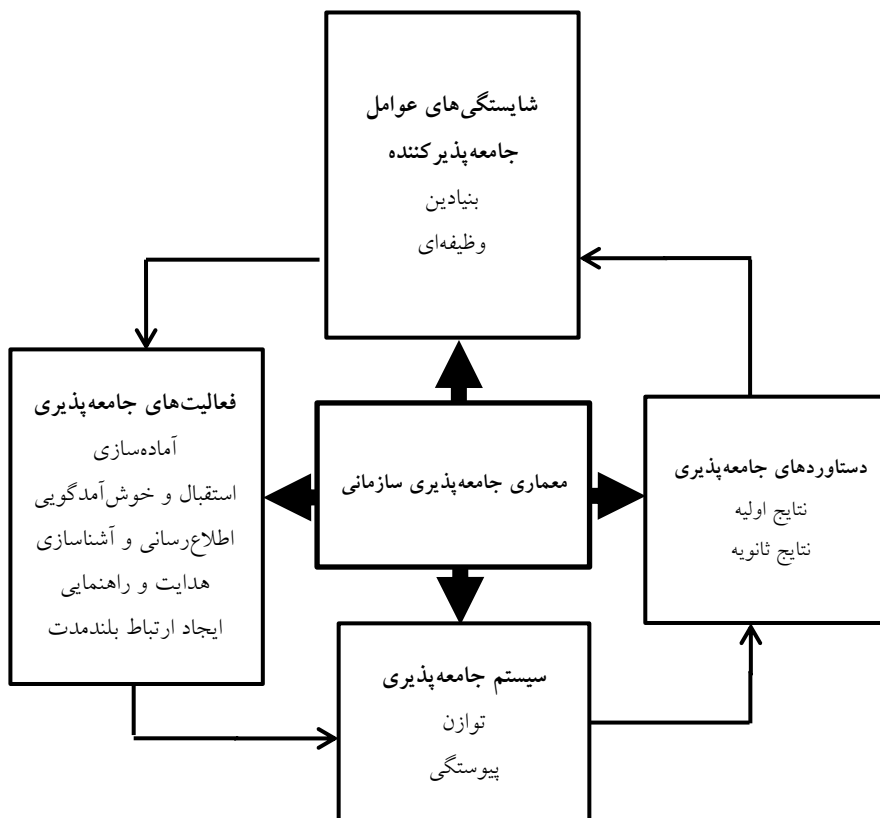 شایستگی‌های عوامل
جامعه‌پذیرکننده
بنیادین
وظیفه‌ای
فعالیت‌های جامعه‌پذیری
آماده‌سازی
استقبال و خوش‌آمدگویی
اطلاع‌رسانی و آشناسازی
هدایت و راهنمایی
ایجاد ارتباط بلندمدت
معماری جامعه‌پذیری سازمانی
دستاوردهای جامعه‌پذیری
نتایج اولیه
نتایج ثانویه
سیستم جامعه‌پذیری
توازن
پیوستگی